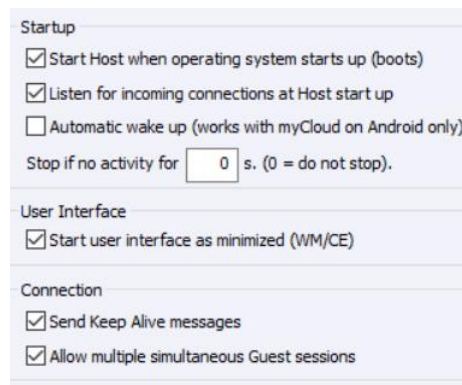 Startup
Start Host when operating system starts up (boots)
Listen for incoming connections at Host start up
Automatic wake up (works with myCloud on Android only)
Stop if no activity for 0 s. (0 = do not stop).
User Interface
Start user interface as minimized (WM/CE)
Connection
Send Keep Alive messages
Allow multiple simultaneous Guest sessions